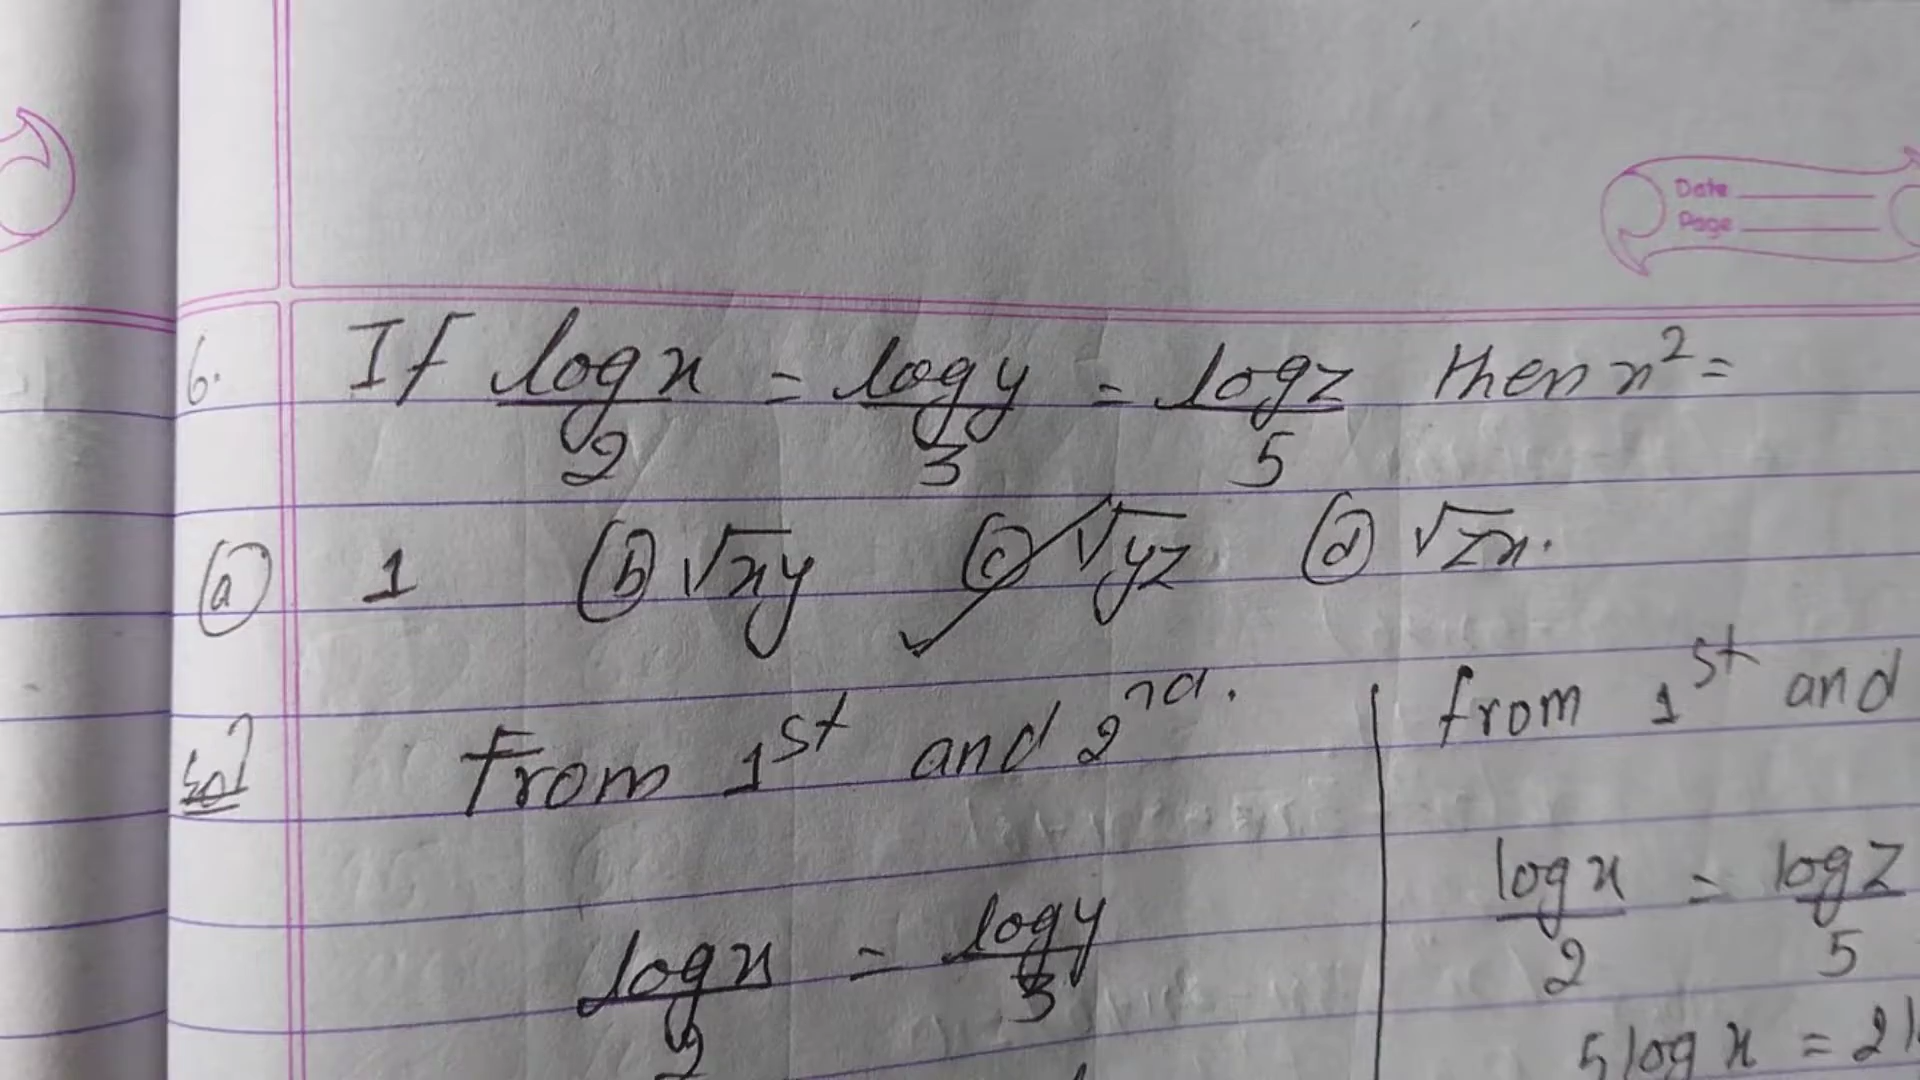 Date
Page
6. If log x/2 = log y/3 = log z/5 then x² =
(a) 1 (b) √xy (c) √yz (d) √zx.
Sol From 1st and 2nd.
from 1st and
log x/2 = log y/3
log x/2 = log z/5
5 log x = 2